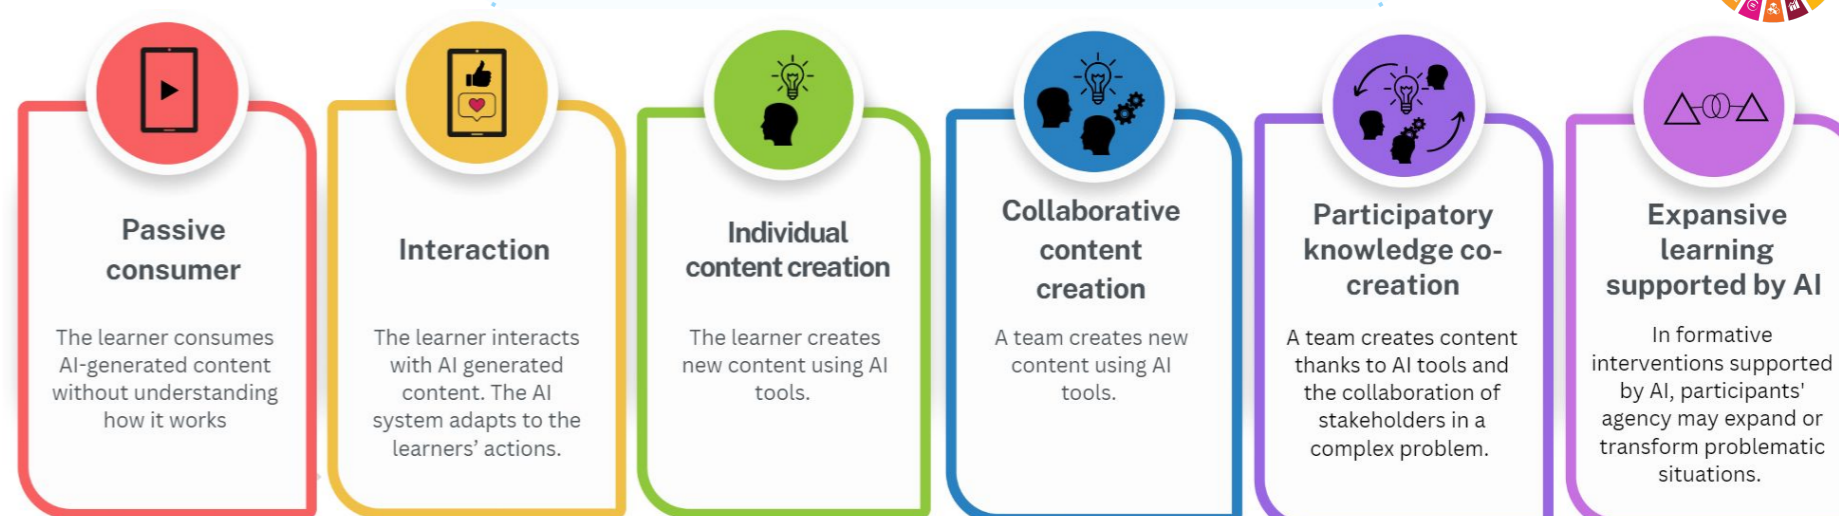 Passive
consumer
The learner consumes
AI-generated content
without understanding
how it works
Interaction
The learner interacts
with AI generated
content. The AI
system adapts to the
learners’ actions.
Individual
content creation
The learner creates
new content using AI
tools.
Collaborative
content
creation
A team creates new
content using AI
tools.
Participatory
knowledge co-
creation
A team creates content
thanks to AI tools and
the collaboration of
stakeholders in a
complex problem.
Expansive
learning
supported by AI
In formative
interventions supported
by AI, participants'
agency may expand or
transform problematic
situations.